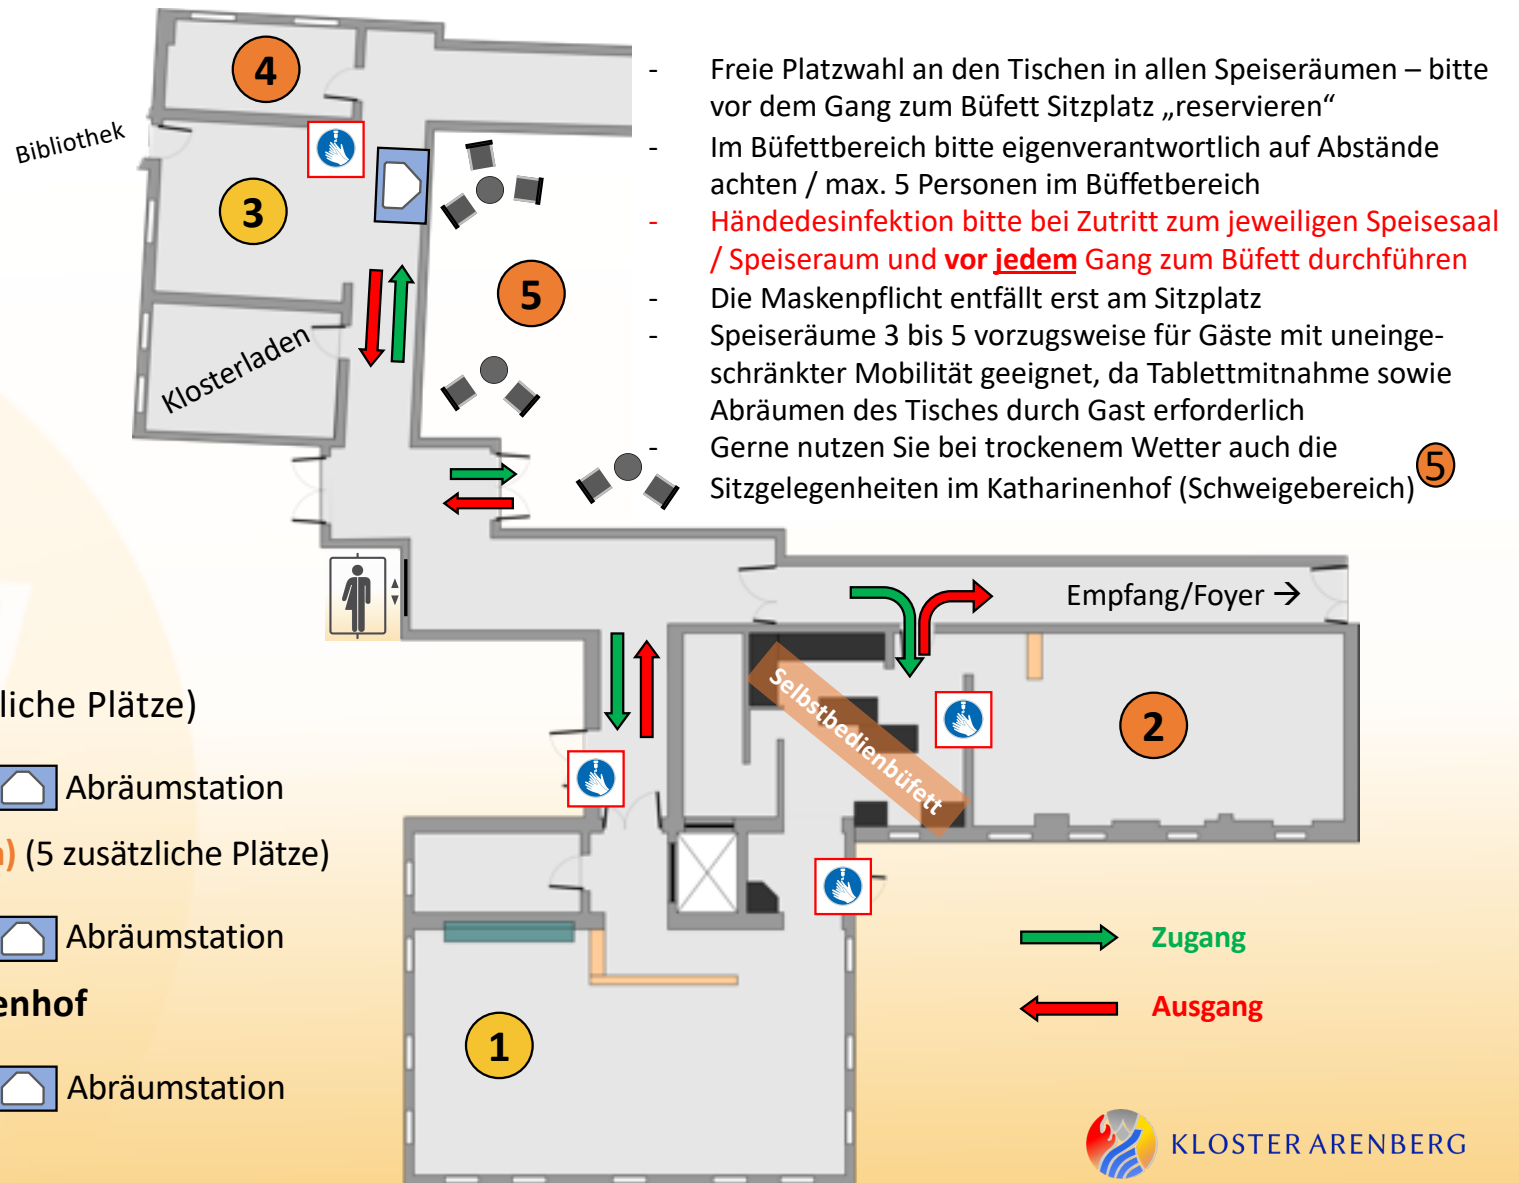 - Freie Platzwahl an den Tischen in allen Speiseräumen – bitte
vor dem Gang zum Büfett Sitzplatz „reservieren“
- Im Büfettbereich bitte eigenverantwortlich auf Abstände
achten / max. 5 Personen im Büffetbereich
- Händedesinfektion bitte bei Zutritt zum jeweiligen Speisesaal
/ Speiseraum und vor jedem Gang zum Büfett durchführen
- Die Maskenpflicht entfällt erst am Sitzplatz
- Speiseräume 3 bis 5 vorzugsweise für Gäste mit uneinge-
schränkter Mobilität geeignet, da Tablettmitnahme sowie
Abräumen des Tisches durch Gast erforderlich
- Gerne nutzen Sie bei trockenem Wetter auch die
Sitzgelegenheiten im Katharinenhof (Schweigebereich) 5
4
Bibliothek
3
5
Klosterladen
Empfang/Foyer →
Selbstbedienbüfett
2
1
liche Plätze)
Abräumstation
) (5 zusätzliche Plätze)
Abräumstation
enhof
Abräumstation
Zugang
Ausgang
KLOSTER ARENBERG